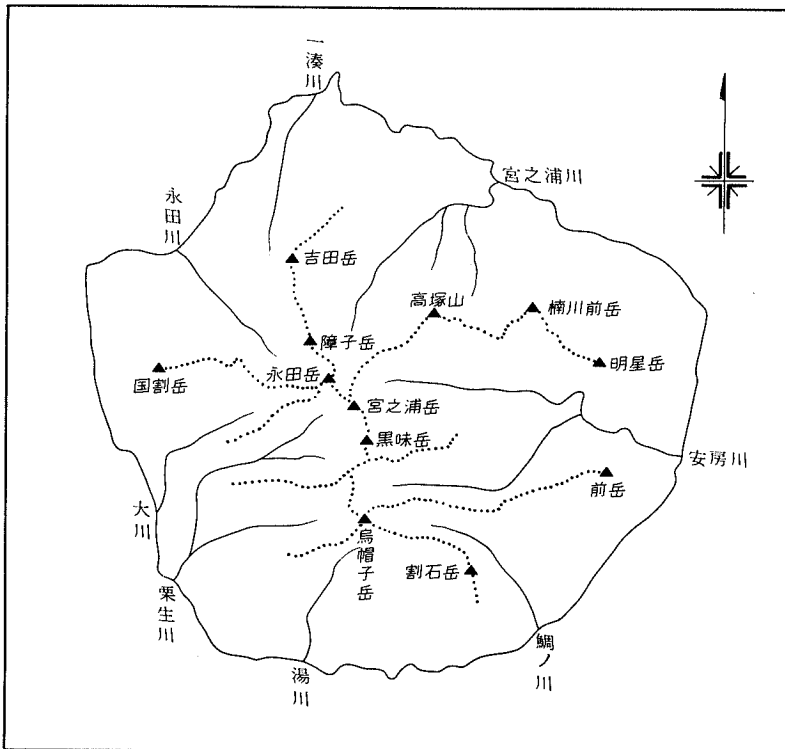 一湊川
宮之浦川
永田川
吉田岳
高塚山
楠川前岳
障子岳
明星岳
永田岳
国割岳
宮之浦岳
黒味岳
安房川
前岳
大川
烏帽子岳
割石岳
栗生川
鯛ノ川
湯川